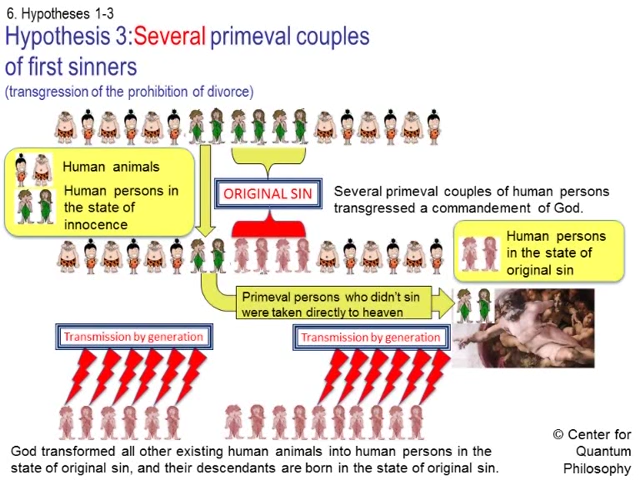 6. Hypotheses 1-3
Hypothesis 3:Several primeval couples
of first sinners
(transgression of the prohibition of divorce)
Human animals
Human persons in
the state of
innocence
ORIGINAL SIN
Several primeval couples of human persons
transgressed a commandement of God.
Human persons
in the state of
original sin
Primeval persons who didn't sin
were taken directly to heaven
Transmission by generation
Transmission by generation
God transformed all other existing human animals into human persons in the
state of original sin, and their descendants are born in the state of original sin.
© Center for
Quantum
Philosophy